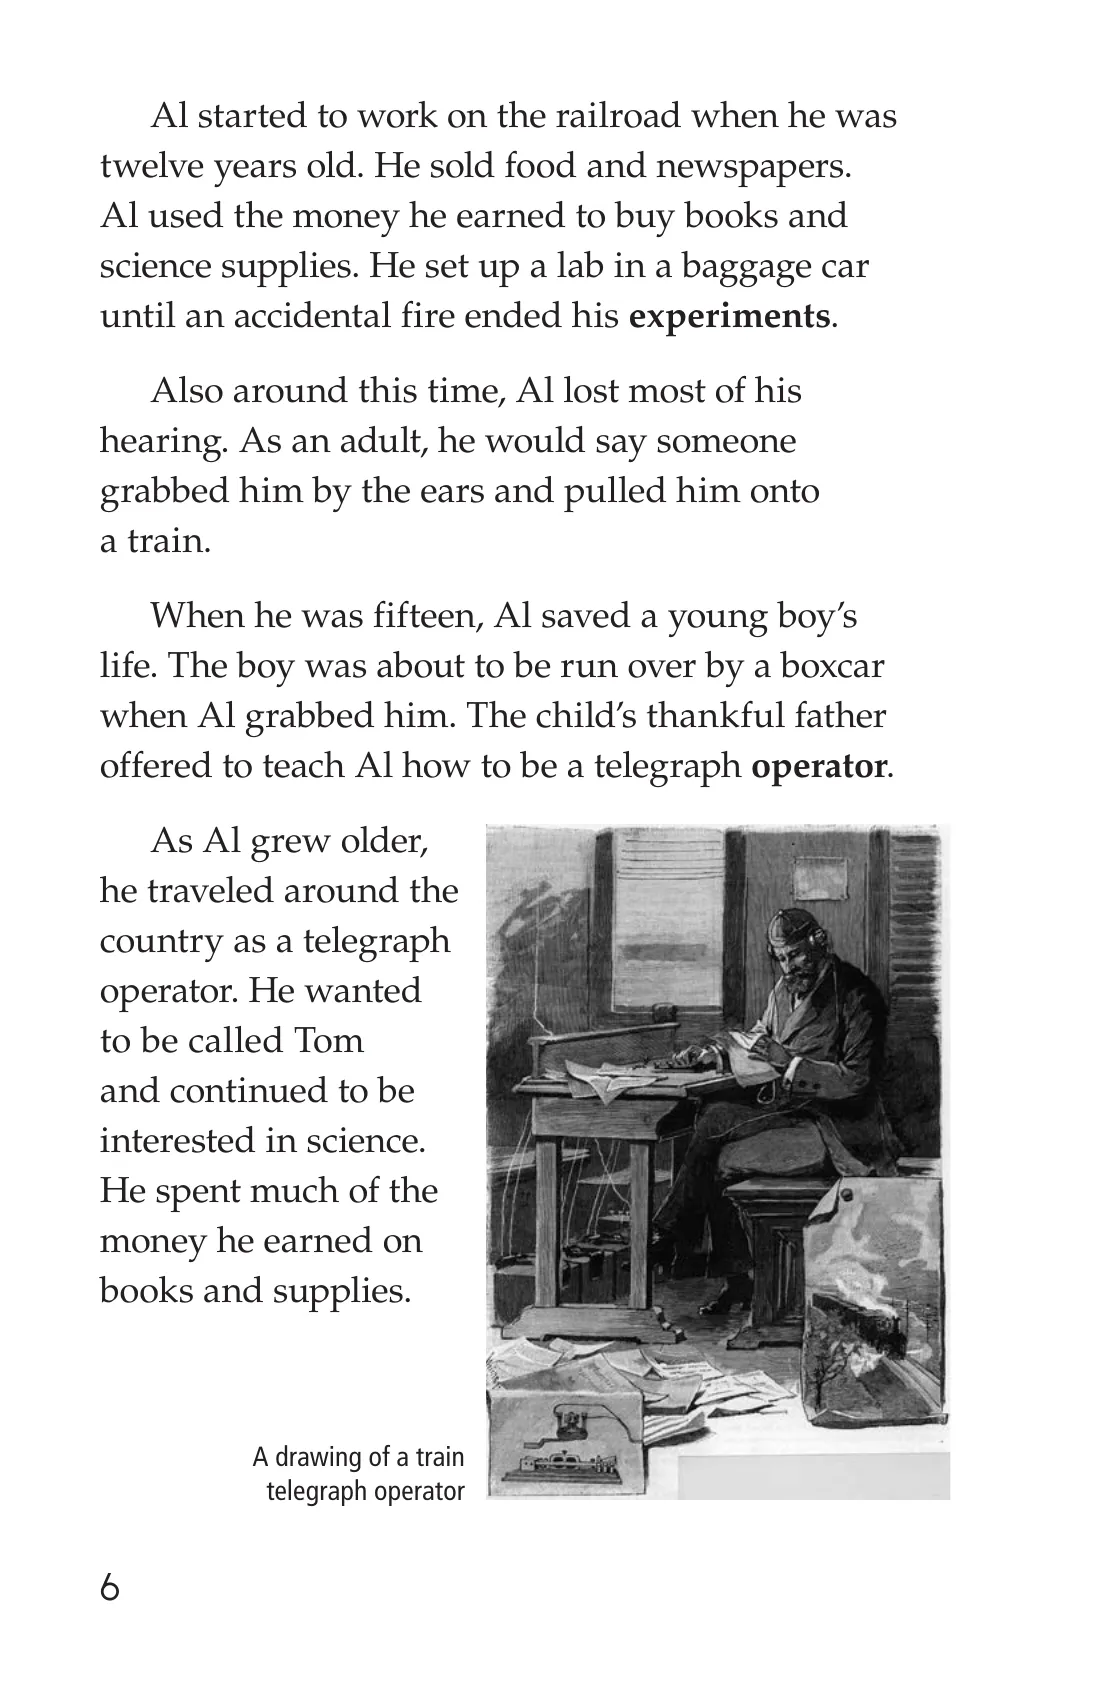 Al started to work on the railroad when he was
twelve years old. He sold food and newspapers.
Al used the money he earned to buy books and
science supplies. He set up a lab in a baggage car
until an accidental fire ended his experiments.
Also around this time, Al lost most of his
hearing. As an adult, he would say someone
grabbed him by the ears and pulled him onto
a train.
When he was fifteen, Al saved a young boy’s
life. The boy was about to be run over by a boxcar
when Al grabbed him. The child’s thankful father
offered to teach Al how to be a telegraph operator.
As Al grew older,
he traveled around the
country as a telegraph
operator. He wanted
to be called Tom
and continued to be
interested in science.
He spent much of the
money he earned on
books and supplies.
A drawing of a train
telegraph operator
6